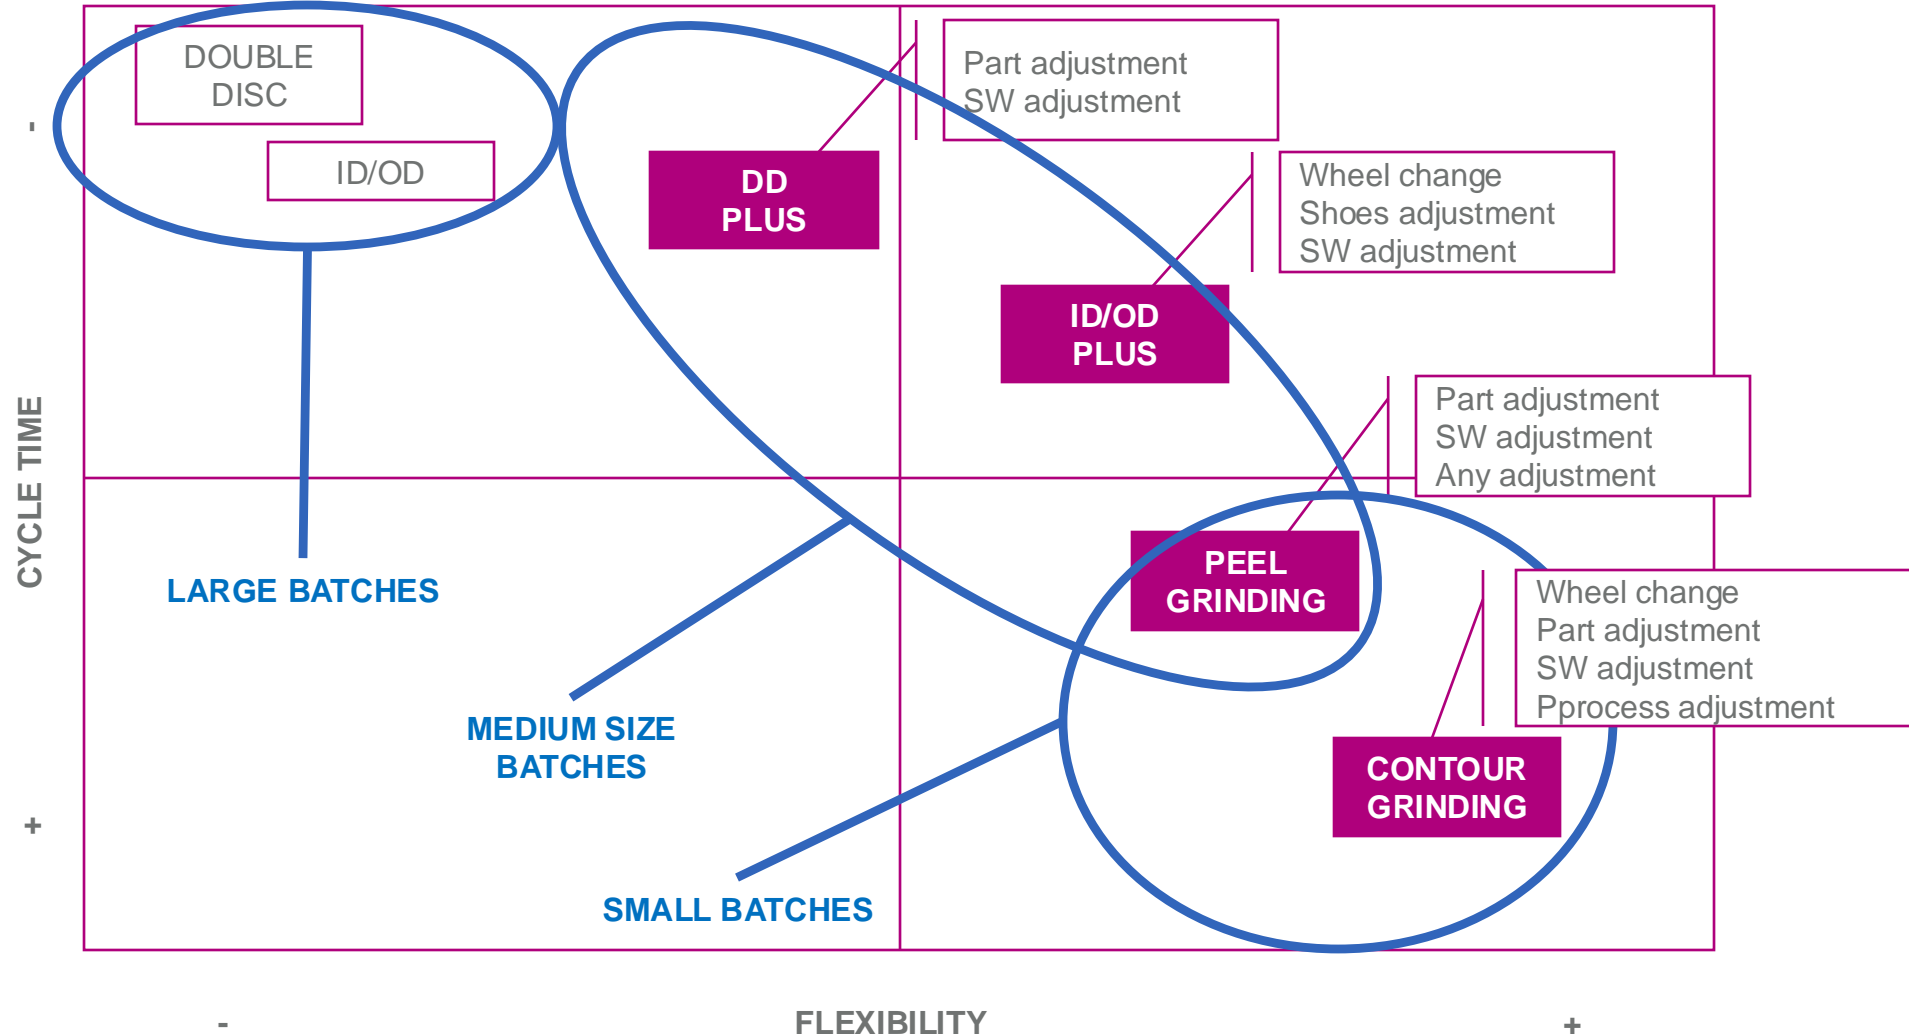 DOUBLE
DISC
ID/OD
DD
PLUS
Part adjustment
SW adjustment
Wheel change
Shoes adjustment
SW adjustment
ID/OD
PLUS
Part adjustment
SW adjustment
Any adjustment
PEEL
GRINDING
Wheel change
Part adjustment
SW adjustment
Pprocess adjustment
CONTOUR
GRINDING
LARGE BATCHES
MEDIUM SIZE
BATCHES
SMALL BATCHES
-
CYCLE TIME
+
-
FLEXIBILITY
+